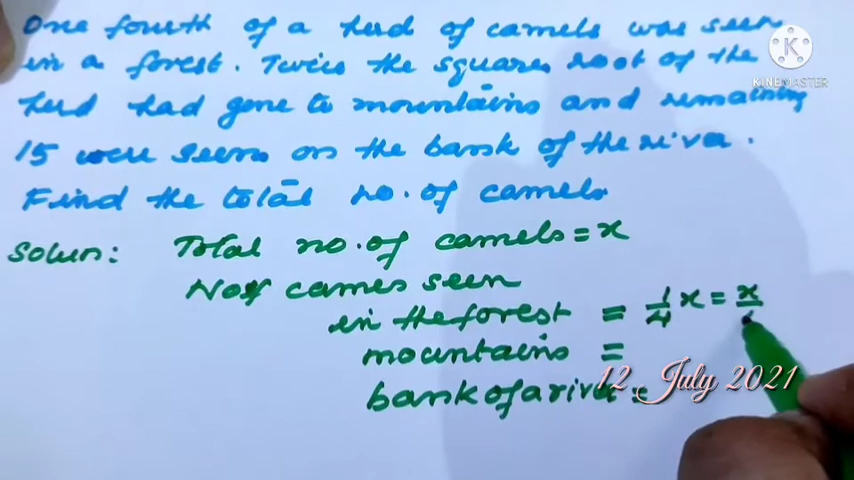 One fourth of a herd of camels was seen
in a forest. Twice the square root of the
herd had gone to mountains and remaining
15 were seen on the bank of the river.
Find the total no. of camels
Solun: Total no. of camels = x
No of cames seen
in the forest = 1/4 x = x/
mountains =
bank of a river =
12 July 2021
KINEMASTER